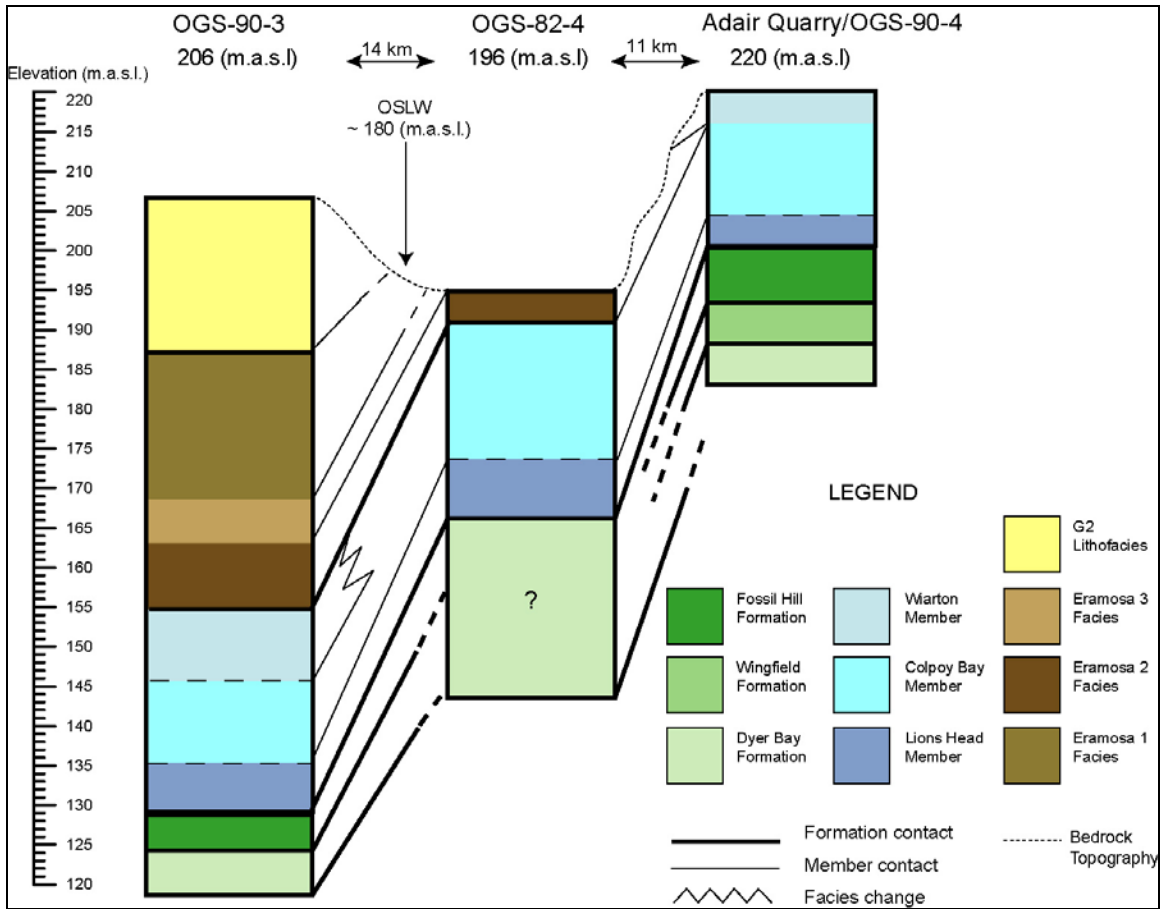 OGS-90-3
206 (m.a.s.l)
14 km
OGS-82-4
196 (m.a.s.l)
11 km
Adair Quarry/OGS-90-4
220 (m.a.s.l)
Elevation (m.a.s.l.)
OSLW
~ 180 (m.a.s.l.)
220
215
210
205
200
195
190
185
180
175
170
165
160
155
150
145
140
135
130
125
120
?
LEGEND
G2
Lithofacies
Fossil Hill
Formation
Wiarton
Member
Eramosa 3
Facies
Wingfield
Formation
Colpoy Bay
Member
Eramosa 2
Facies
Dyer Bay
Formation
Lions Head
Member
Eramosa 1
Facies
Formation contact
Member contact
Facies change
Bedrock
Topography